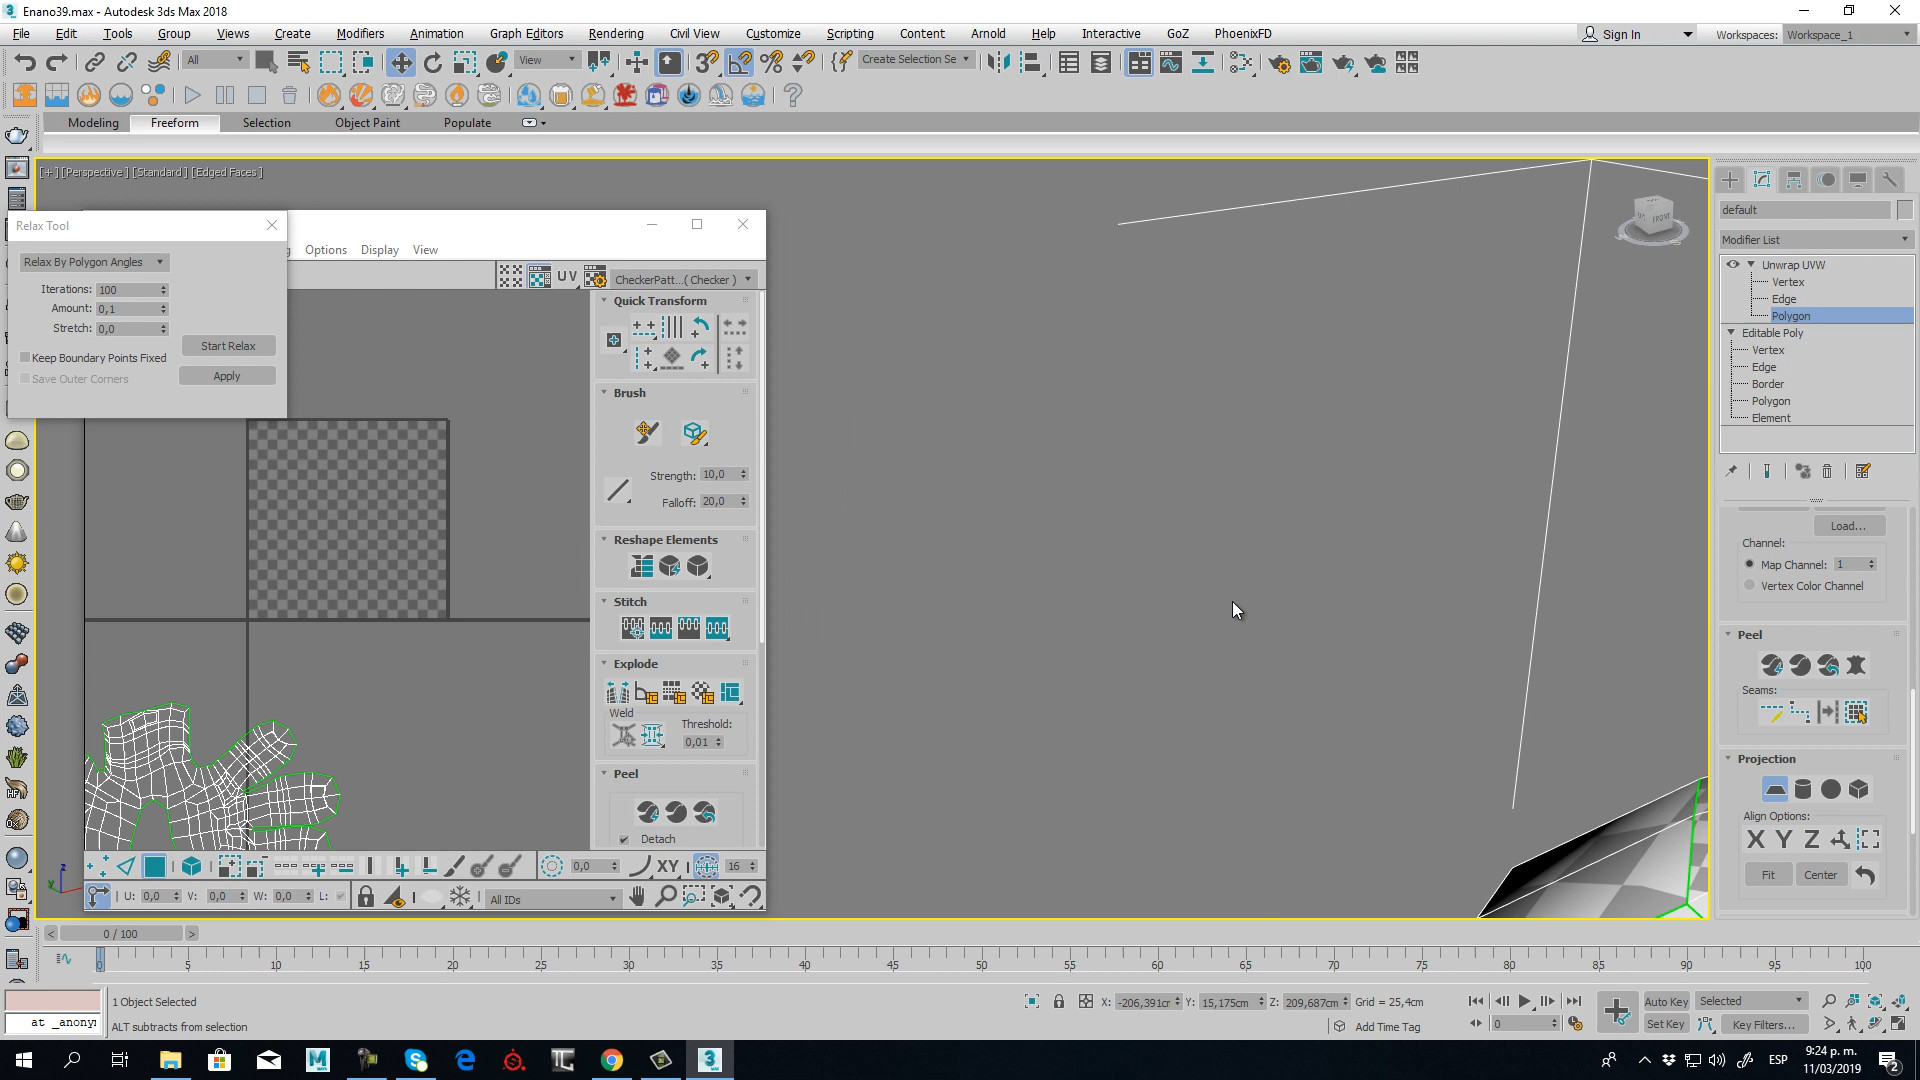 Enano39.max - Autodesk 3ds Max 2018
File Edit Tools Group Views Create Modifiers Animation Graph Editors Rendering Civil View Customize Scripting Content Arnold Help Interactive GoZ PhoenixFD
Sign In Workspaces: Workspace_1
All View Create Selection Se
Modeling Freeform Selection Object Paint Populate
[+] [Perspective] [Standard] [Edged Faces]
Relax Tool
Relax By Polygon Angles
Iterations: 100
Amount: 0,1
Stretch: 0,0
Start Relax
Keep Boundary Points Fixed
Save Outer Corners
Apply
Options Display View
UV CheckerPatt...( Checker )
Quick Transform
Brush
Strength: 10,0
Falloff: 20,0
Reshape Elements
Stitch
Explode
Weld Threshold:
0,01
Peel
Detach
0,0 XY 16
U: 0,0 V: 0,0 W: 0,0 L: All IDs
FRONT
default
Modifier List
Unwrap UVW
Vertex
Edge
Polygon
Editable Poly
Vertex
Edge
Border
Polygon
Element
Load...
Channel:
Map Channel: 1
Vertex Color Channel
Peel
Seams:
Projection
Align Options:
X Y Z
Fit Center
z
y
< 0 / 100 >
0 5 10 15 20 25 30 35 40 45 50 55 60 65 70 75 80 85 90 95 100
1 Object Selected
X: -206,391cr Y: 15,175cm Z: 209,687cm Grid = 25,4cm
Auto Key Selected
at _anonyı
ALT subtracts from selection
Add Time Tag
0
Set Key Key Filters...
ESP
9:24 p. m.
11/03/2019
2